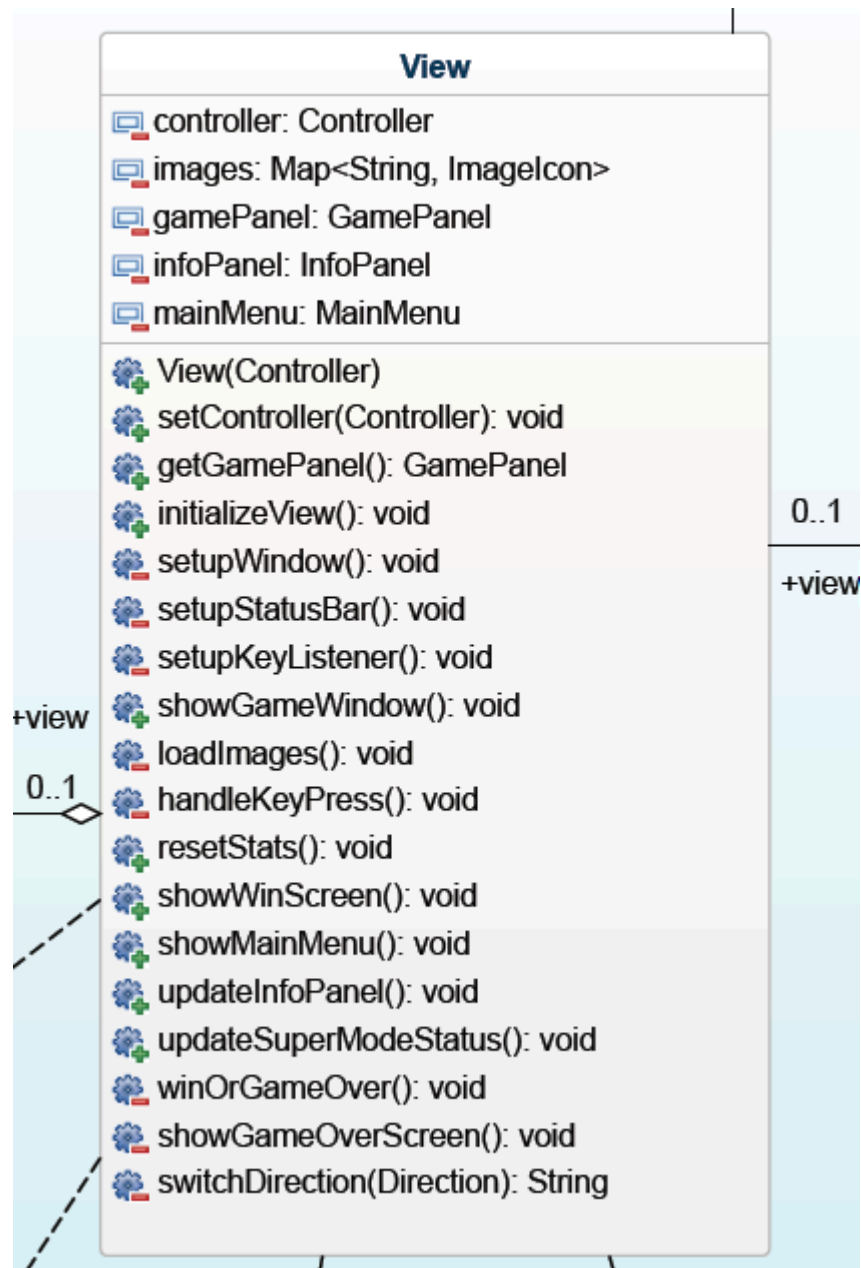 View
controller: Controller
images: Map<String, ImageIcon>
gamePanel: GamePanel
infoPanel: InfoPanel
mainMenu: MainMenu
View(Controller)
setController(Controller): void
getGamePanel(): GamePanel
initializeView(): void
0..1
setupWindow(): void
+view
setupStatusBar(): void
setupKeyListener(): void
showGameWindow(): void
+view
loadImages(): void
0..1
handleKeyPress(): void
resetStats(): void
showWinScreen(): void
showMainMenu(): void
updateInfoPanel(): void
updateSuperModeStatus(): void
winOrGameOver(): void
showGameOverScreen(): void
switchDirection(Direction): String